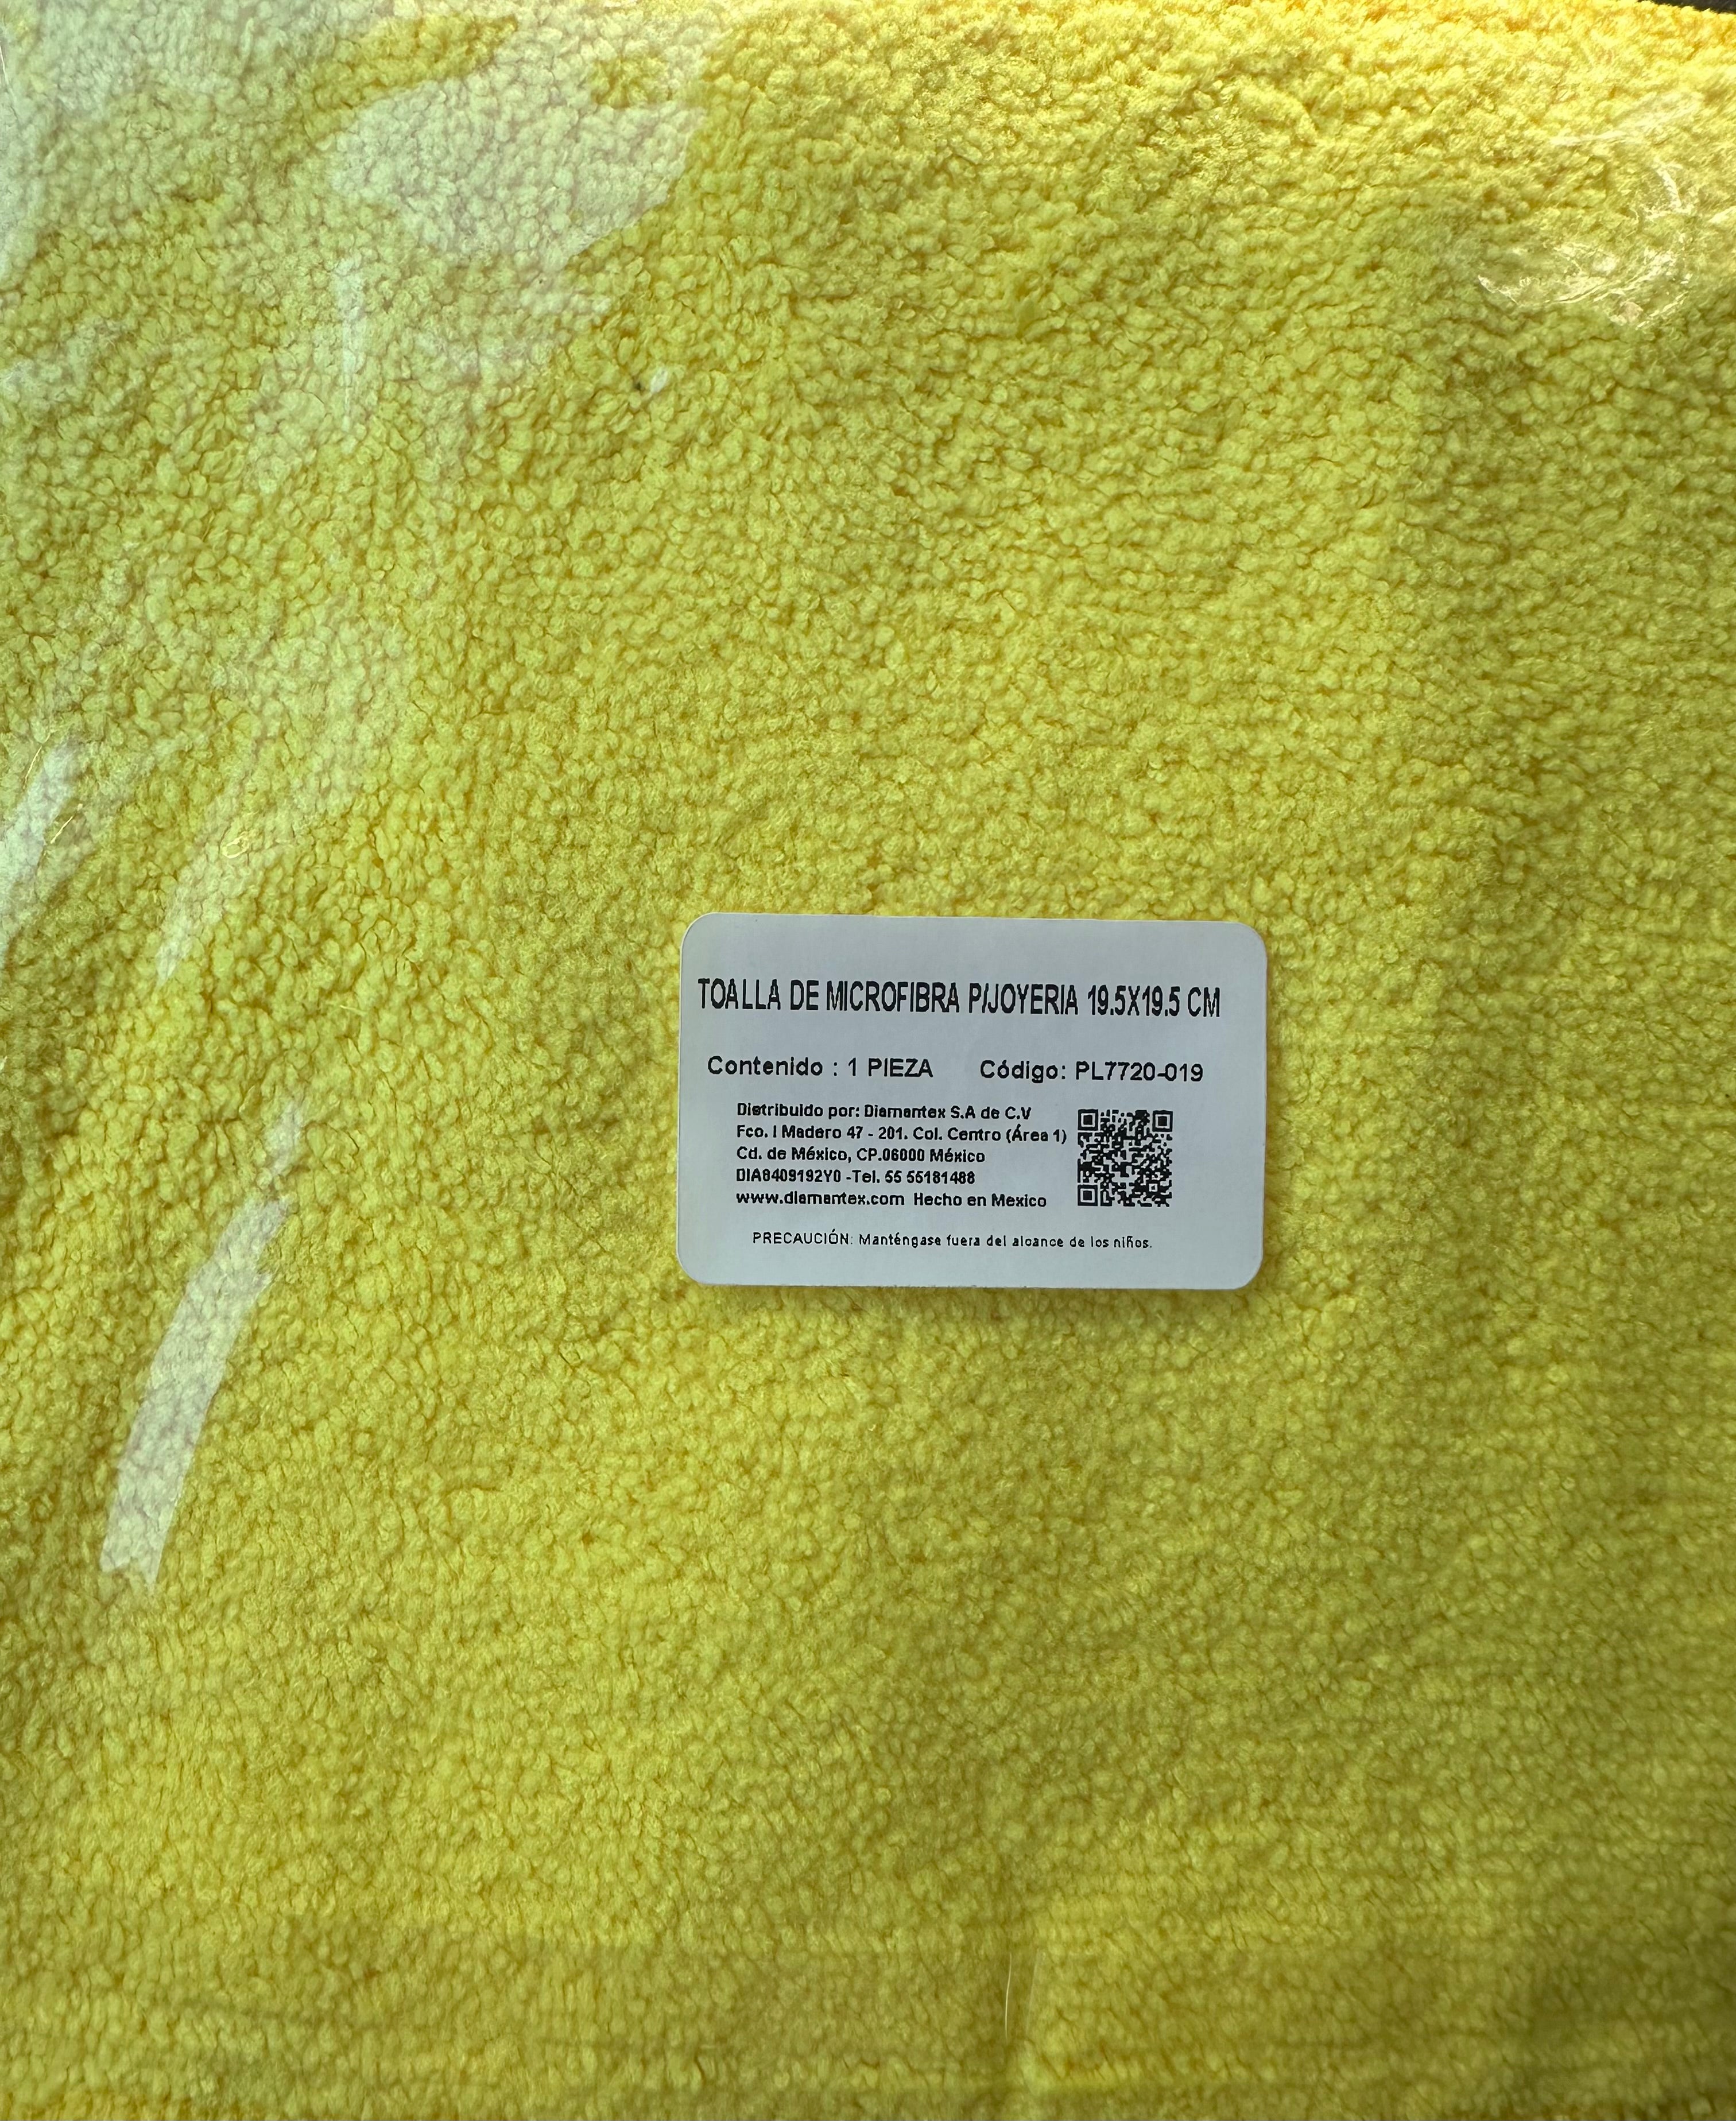 TOALLA DE MICROFIBRA P/JOYERIA 19.5X19.5 CM
Contenido : 1 PIEZA Código: PL7720-019
Distribuido por: Diamantex S.A de C.V
Fco. I Madero 47 - 201. Col. Centro (Área 1)
Cd. de México, CP.06000 México
DIA8409192Y0 -Tel. 55 55181488
www.diamantex.com Hecho en Mexico
PRECAUCIÓN: Manténgase fuera del alcance de los niños.